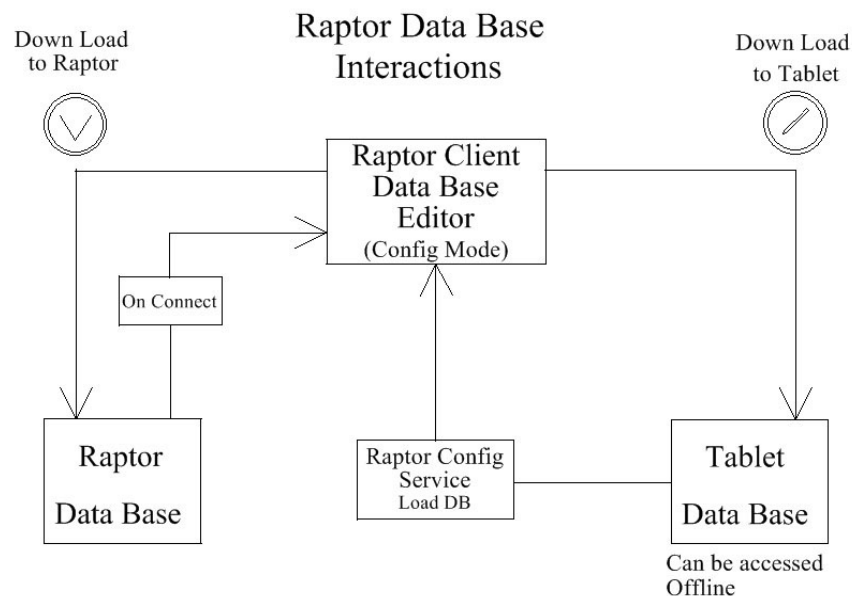 Raptor Data Base
Interactions
Down Load
to Raptor
Down Load
to Tablet
Raptor Client
Data Base
Editor
(Config Mode)
On Connect
Raptor
Data Base
Raptor Config
Service
Load DB
Tablet
Data Base
Can be accessed
Offline